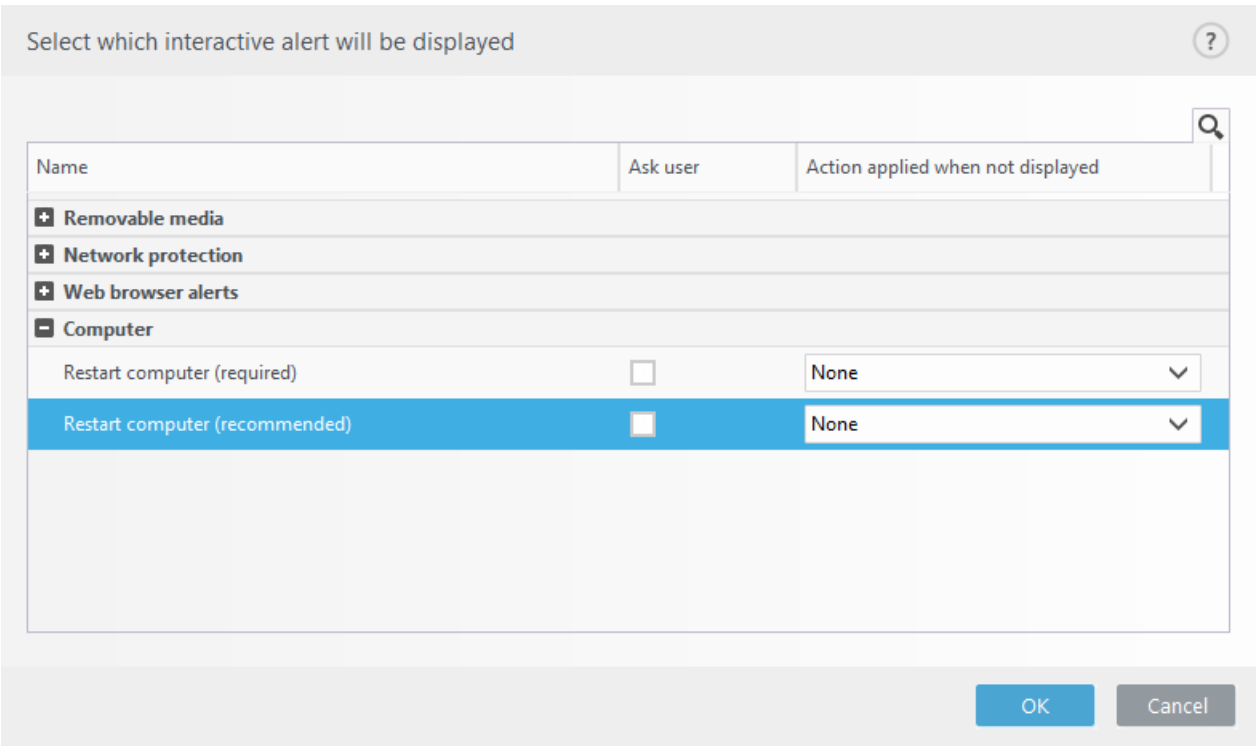 Select which interactive alert will be displayed
?
Name Ask user Action applied when not displayed
Removable media
Network protection
Web browser alerts
Computer
Restart computer (required) None
Restart computer (recommended) None
OK Cancel